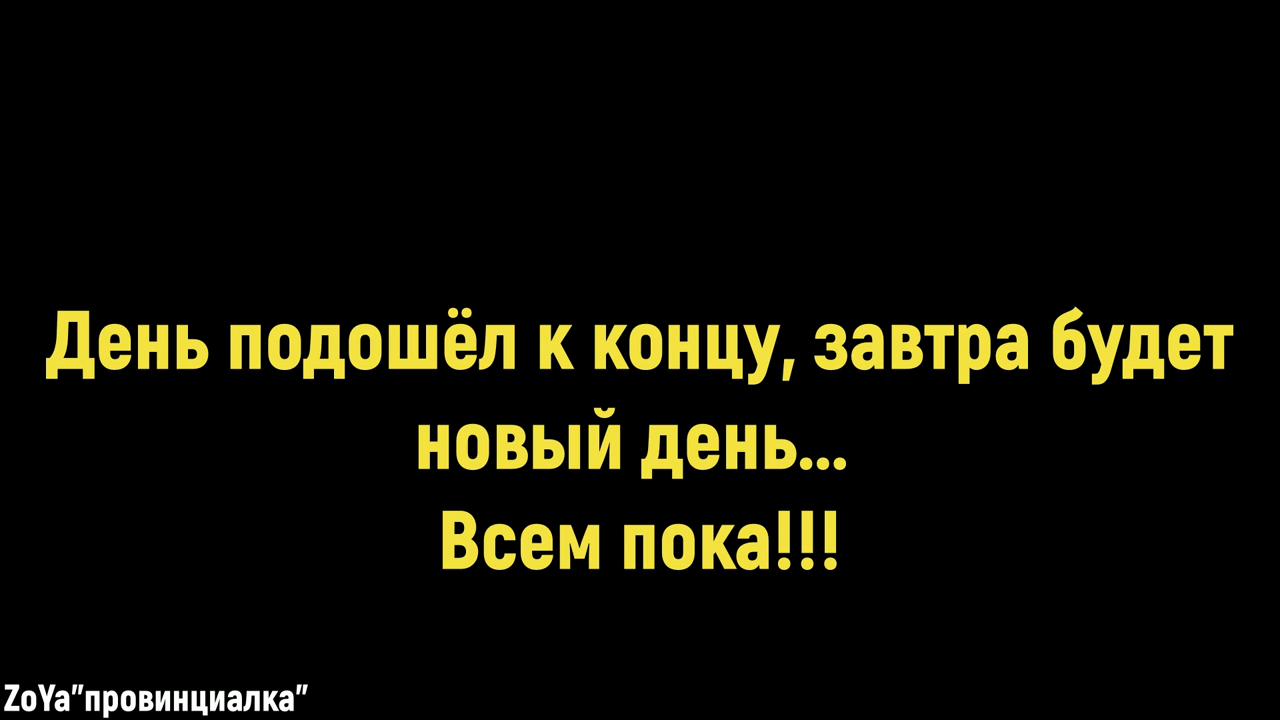 День подошёл к концу, завтра будет
новый день...
Всем пока!!!
ZoYa"провинциалка"